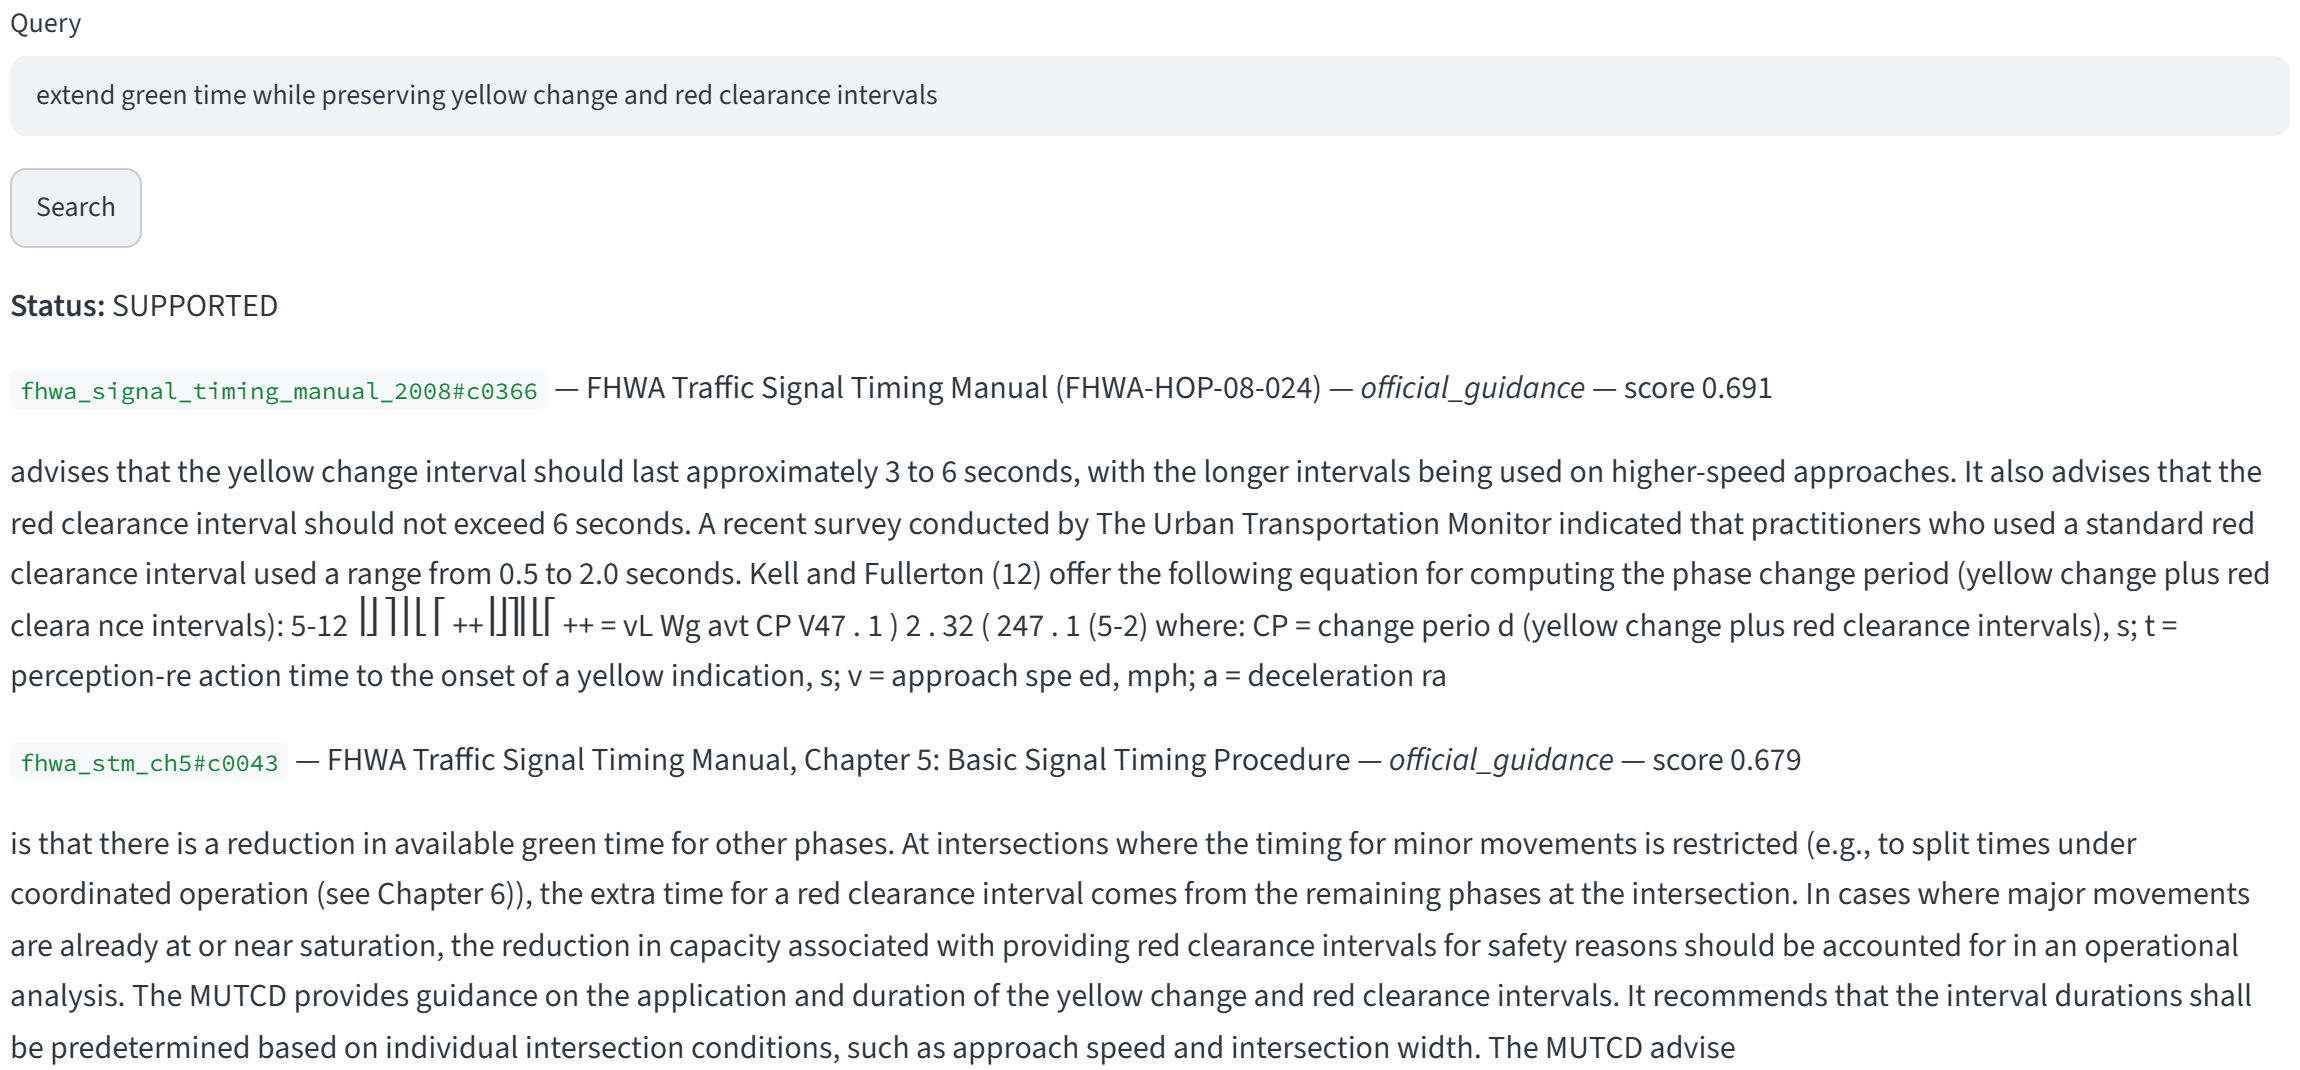 Query
extend green time while preserving yellow change and red clearance intervals
Search
Status: SUPPORTED
fhwa_signal_timing_manual_2008#c0366 — FHWA Traffic Signal Timing Manual (FHWA-HOP-08-024) — official_guidance — score 0.691
advises that the yellow change interval should last approximately 3 to 6 seconds, with the longer intervals being used on higher-speed approaches. It also advises that the
red clearance interval should not exceed 6 seconds. A recent survey conducted by The Urban Transportation Monitor indicated that practitioners who used a standard red
clearance interval used a range from 0.5 to 2.0 seconds. Kell and Fullerton (12) offer the following equation for computing the phase change period (yellow change plus red
cleara nce intervals): 5-12 ++ ++ = vL Wg avt CP V47 . 1 ) 2 . 32 ( 247 . 1 (5-2) where: CP = change perio d (yellow change plus red clearance intervals), s; t =
perception-re action time to the onset of a yellow indication, s; v = approach spe ed, mph; a = deceleration ra
fhwa_stm_ch5#c0043 — FHWA Traffic Signal Timing Manual, Chapter 5: Basic Signal Timing Procedure — official_guidance — score 0.679
is that there is a reduction in available green time for other phases. At intersections where the timing for minor movements is restricted (e.g., to split times under
coordinated operation (see Chapter 6)), the extra time for a red clearance interval comes from the remaining phases at the intersection. In cases where major movements
are already at or near saturation, the reduction in capacity associated with providing red clearance intervals for safety reasons should be accounted for in an operational
analysis. The MUTCD provides guidance on the application and duration of the yellow change and red clearance intervals. It recommends that the interval durations shall
be predetermined based on individual intersection conditions, such as approach speed and intersection width. The MUTCD advise